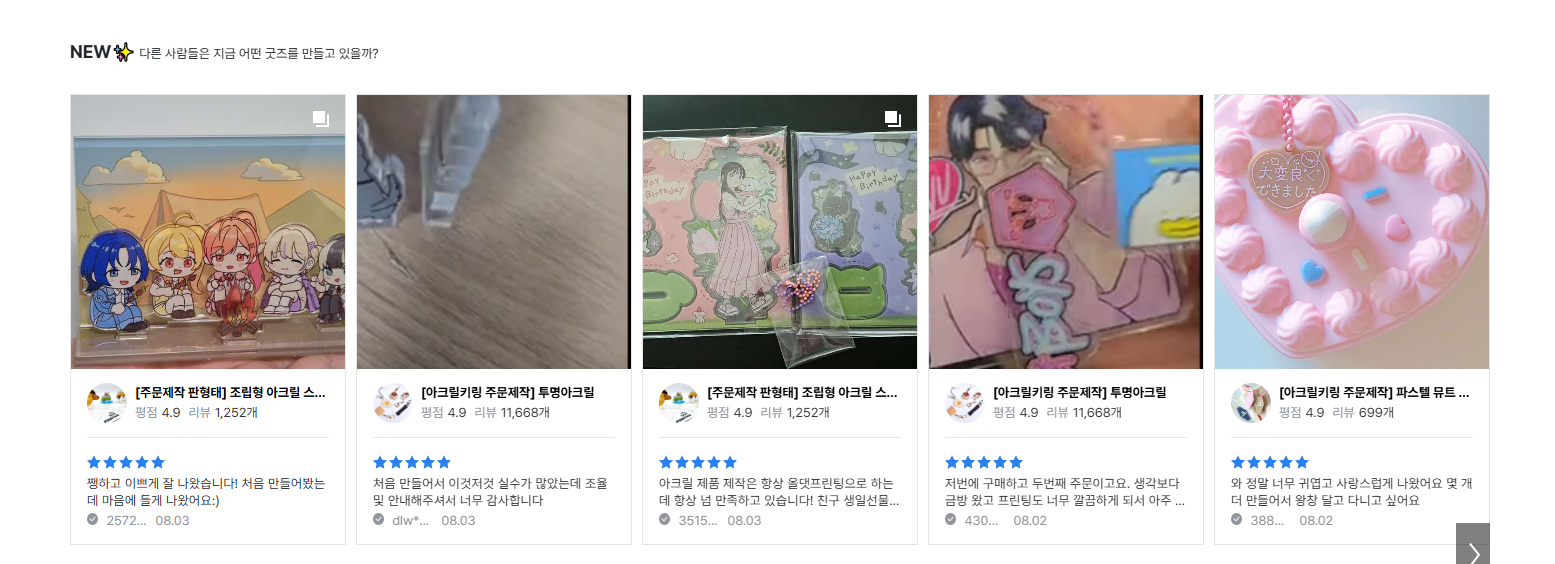 NEW 다른 사람들은 지금 어떤 굿즈를 만들고 있을까?
Happy Birthday
Happy Birthday
大変良く
できました
[주문제작 판형태] 조립형 아크릴 스...
평점 4.9 리뷰 1,252개
쨍하고 이쁘게 잘 나왔습니다! 처음 만들어봤는
데 마음에 들게 나왔어요:)
2572... 08.03
[아크릴키링 주문제작] 투명아크릴
평점 4.9 리뷰 11,668개
처음 만들어서 이것저것 실수가 많았는데 조율
및 안내해주셔서 너무 감사합니다
dlw*... 08.03
[주문제작 판형태] 조립형 아크릴 스...
평점 4.9 리뷰 1,252개
아크릴 제품 제작은 항상 올댓프린팅으로 하는
데 항상 넘 만족하고 있습니다! 친구 생일선물...
3515... 08.03
[아크릴키링 주문제작] 투명아크릴
평점 4.9 리뷰 11,668개
저번에 구매하고 두번째 주문이고요. 생각보다
금방 왔고 프린팅도 너무 깔끔하게 되서 아주 ...
430... 08.02
[아크릴키링 주문제작] 파스텔 뮤트 ...
평점 4.9 리뷰 699개
와 정말 너무 귀엽고 사랑스럽게 나왔어요 몇 개
더 만들어서 왕창 달고 다니고 싶어요
388... 08.02